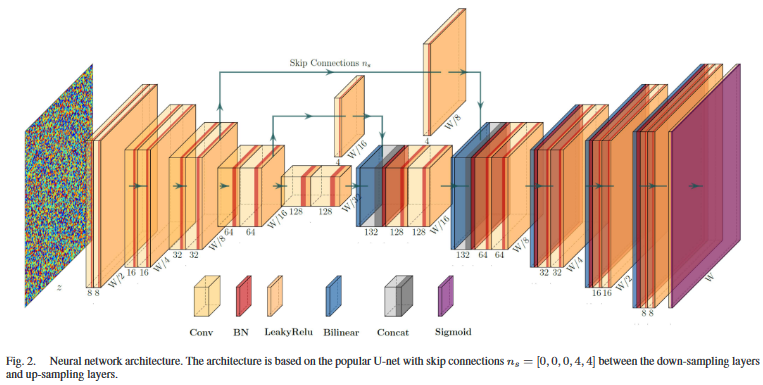 Skip Connections nₛ
4
W/8
4
W/16
z
8 8
W/2
16 16
W/4
32 32
W/8
64 64
W/16
128 128
W/32
132 128 128
W/16
132 64 64
W/8
32 32
W/4
16 16
W/2
8 8
W
Conv BN LeakyRelu Bilinear Concat Sigmoid
Fig. 2. Neural network architecture. The architecture is based on the popular U-net with skip connections nₛ = [0, 0, 0, 4, 4] between the down-sampling layers
and up-sampling layers.